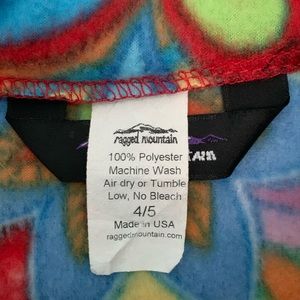 ragged mountain
100% Polyester
Machine Wash
Air dry or Tumble
Low, No Bleach
4/5
Made in USA
raggedmountain.com